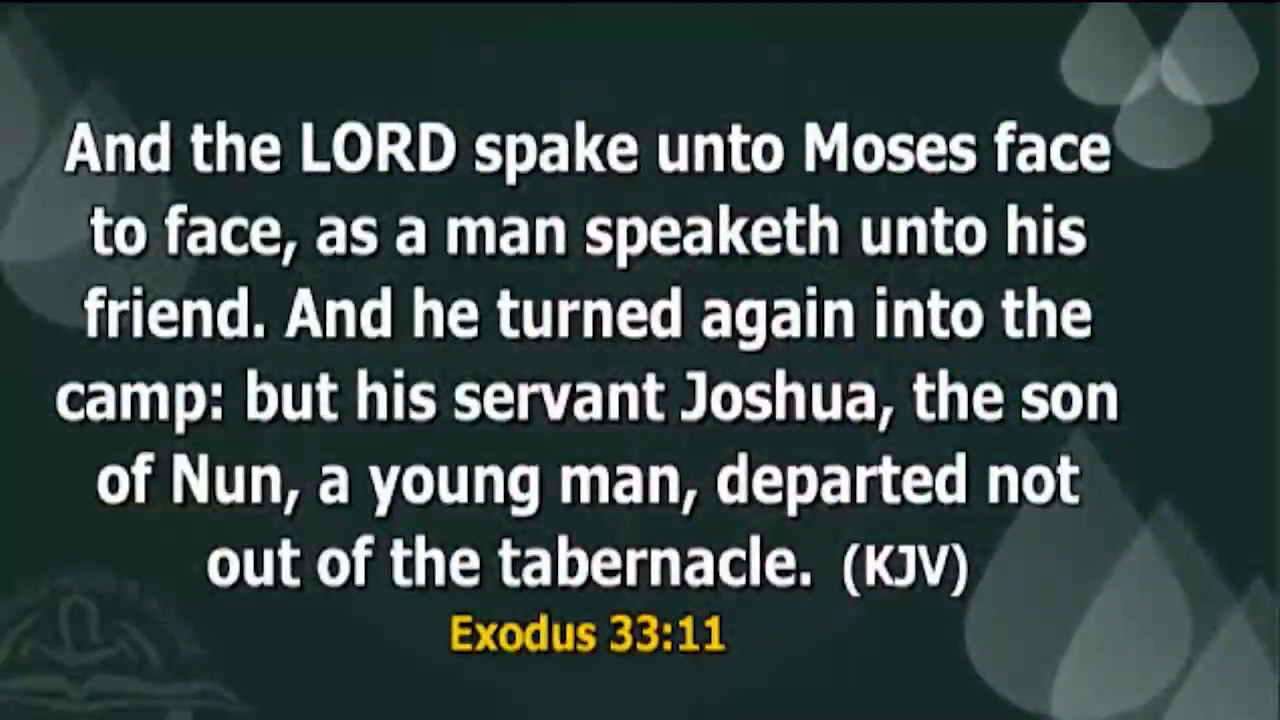 And the LORD spake unto Moses face
to face, as a man speaketh unto his
friend. And he turned again into the
camp: but his servant Joshua, the son
of Nun, a young man, departed not
out of the tabernacle. (KJV)
Exodus 33:11